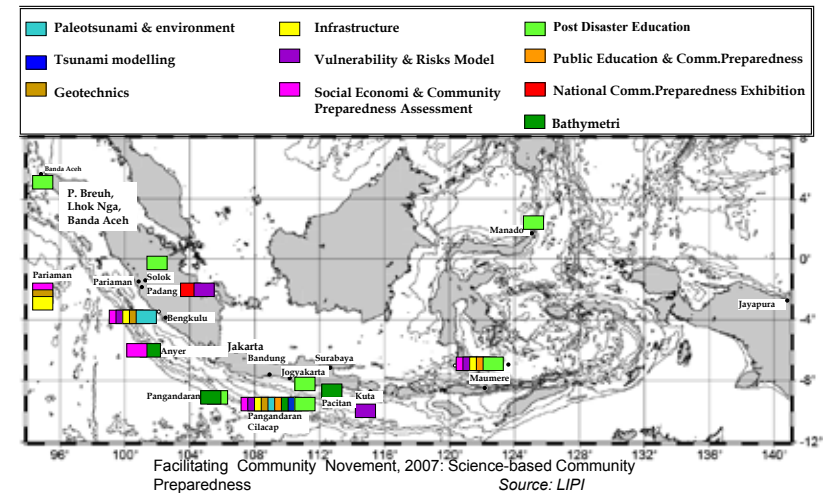 Paleotsunami & environment
Infrastructure
Post Disaster Education
Tsunami modelling
Vulnerability & Risks Model
Public Education & Comm.Preparedness
Geotechnics
Social Economi & Community
Preparedness Assessment
National Comm.Preparedness Exhibition
Bathymetri
Banda Aceh
P. Breuh,
Lhok Nga,
Banda Aceh
4°
Manado
0°
Pariaman
Solok
Pariaman
Padang
Jayapura
Bengkulu
-4°
Jakarta
Anyer
Bandung
Surabaya
Jogyakarta
Maumere
-8°
Pangandaran
Pacitan
Kuta
Pangandaran
Cilacap
-12°
96°
100
104
108
112
116
120
124
128
132
136
140
Facilitating Community Novement, 2007: Science-based Community
Preparedness
Source: LIPI